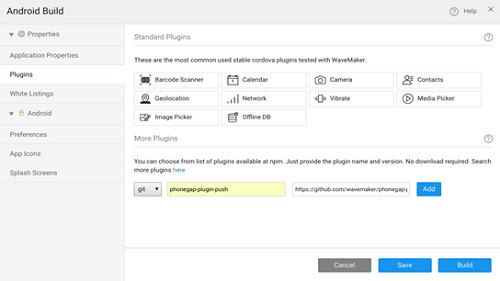 Android Build
Help
Properties
Application Properties
Plugins
White Listings
Android
Preferences
App Icons
Splash Screens
Standard Plugins
These are the most common used stable cordova plugins tested with WaveMaker.
Barcode Scanner
Calendar
Camera
Contacts
Geolocation
Network
Vibrate
Media Picker
Image Picker
Offline DB
More Plugins
You can choose from list of plugins available at npm. Just provide the plugin name and version. No download required. Search
more plugins here
git
phonegap-plugin-push
https://github.com/wavemaker/phonegap-p
Add
Cancel
Save
Build